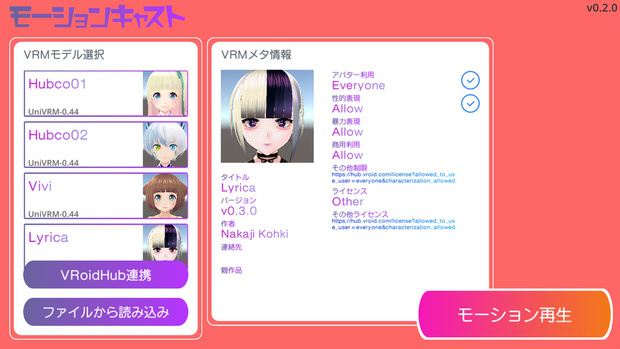 モーションキャスト
v0.2.0
VRMモデル選択
Hubco01
UniVRM-0.44
Hubco02
UniVRM-0.44
Vivi
UniVRM-0.44
Lyrica
VRoidHub連携
ファイルから読み込み
VRMメタ情報
タイトル
Lyrica
バージョン
v0.3.0
作者
Nakaji Kohki
連絡先
親作品
アバター利用
Everyone
性的表現
Allow
暴力表現
Allow
商用利用
Allow
その他制限
https://hub.vroid.com/license?allowed_to_us
e_user=everyone&characterization_allowed
ライセンス
Other
その他ライセンス
https://hub.vroid.com/license?allowed_to_us
e_user=everyone&characterization_allowed
モーション再生